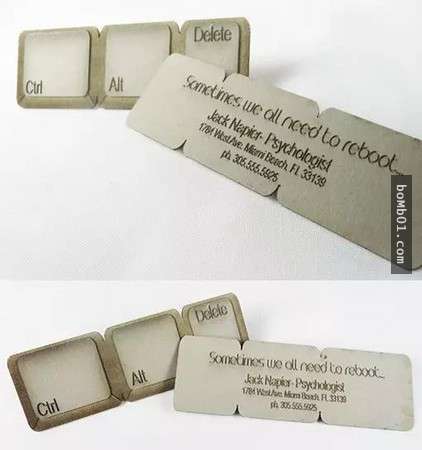 Ctrl
Alt
Delete
Sometimes we all need to reboot...
Jack Napier- Psychologist
1784 West Ave. Miami Beach, FL 33139
ph. 305.555.5925
boMb01.com
Ctrl
Alt
Delete
Sometimes we all need to reboot...
Jack Napier- Psychologist
1784 West Ave. Miami Beach, FL 33139
ph. 305.555.5925